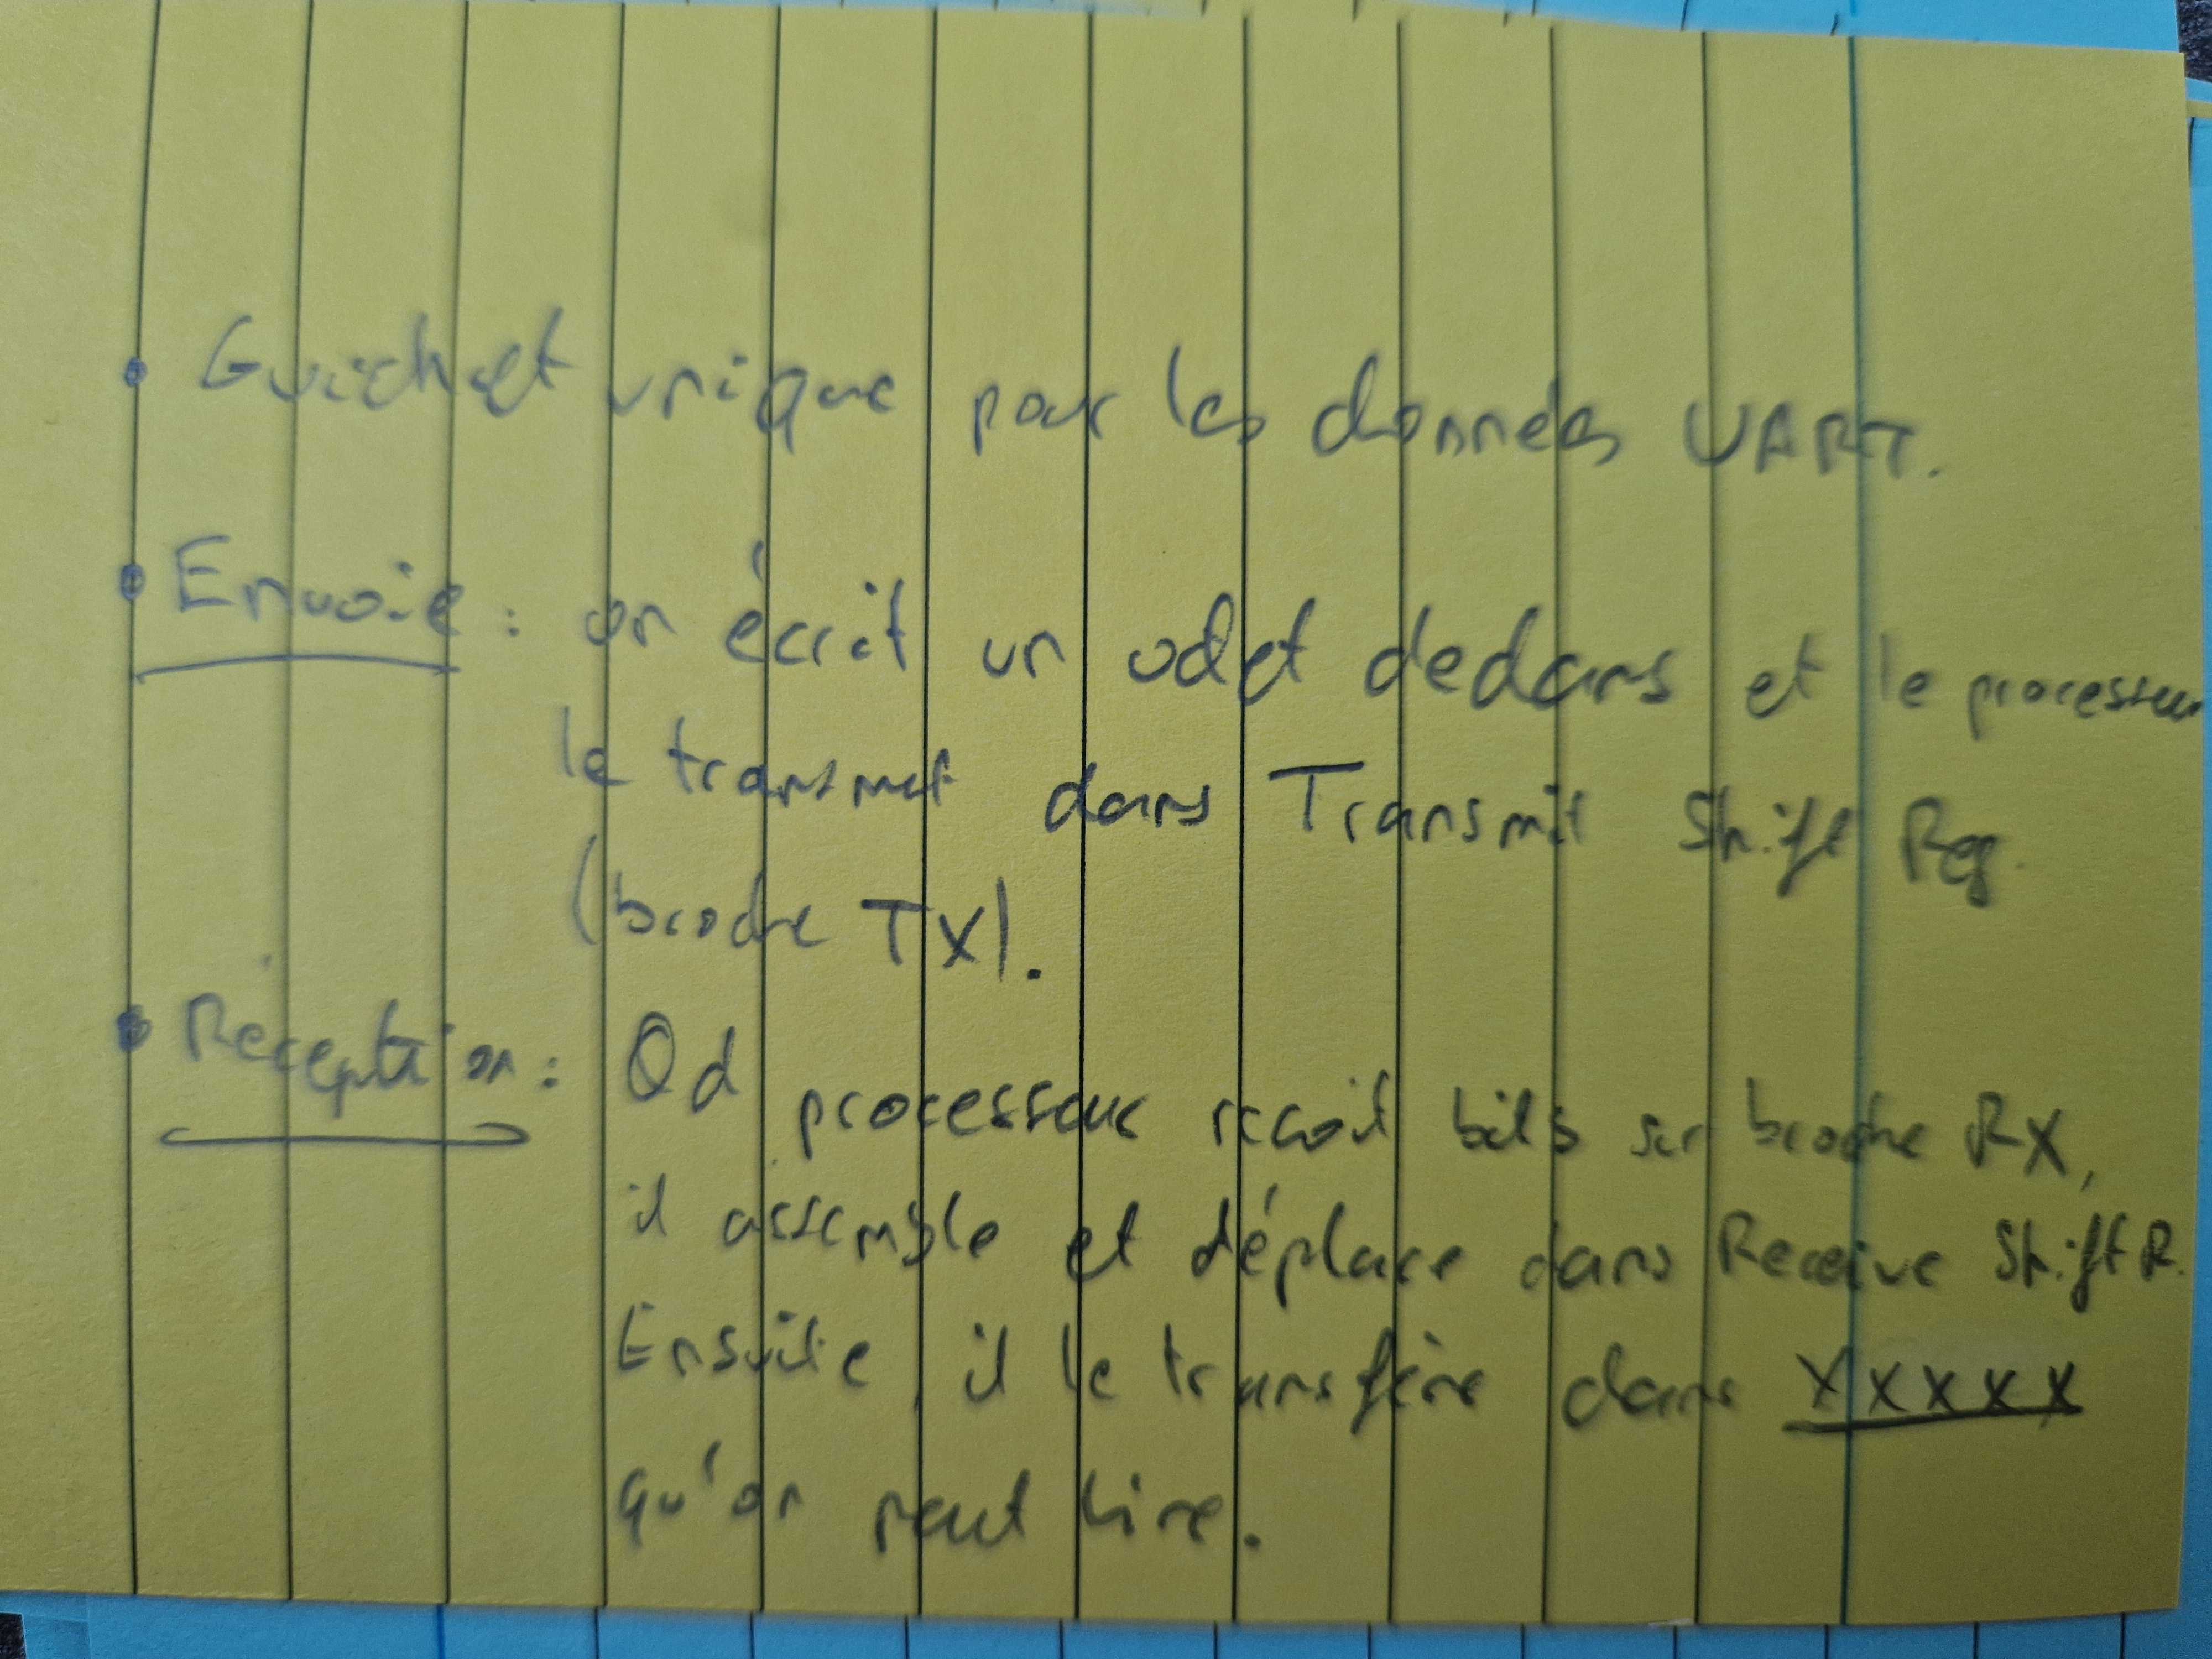 • Guichet unique pour les données UART.
• Envoie : on écrit un odet dedans et le processeur
le transmet dans Transmit Shift Reg.
(broche TX).
• Réception : Qd processeur reçoit bits sur broche RX,
il assemble et déplace dans Receive Shift R.
Ensuite, il le transfère dans XXXXX
qu'on peut lire.